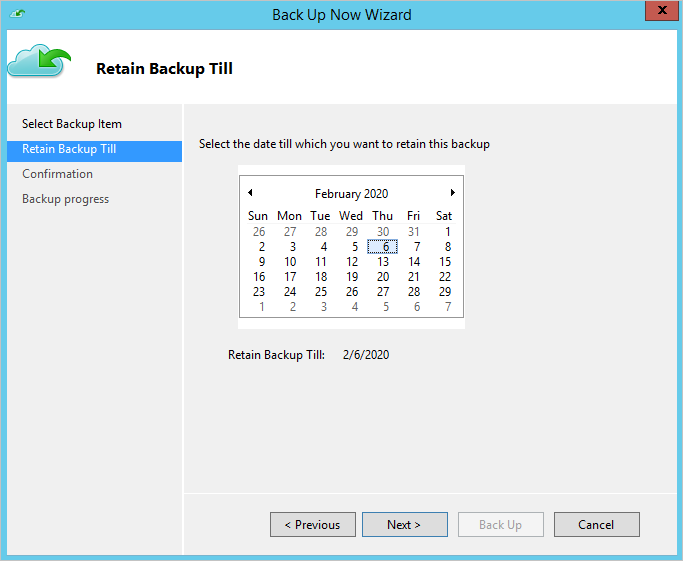 Back Up Now Wizard
x
Retain Backup Till
Select Backup Item
Retain Backup Till
Confirmation
Backup progress
Select the date till which you want to retain this backup
February 2020
Sun Mon Tue Wed Thu Fri Sat
26 27 28 29 30 31 1
2 3 4 5 6 7 8
9 10 11 12 13 14 15
16 17 18 19 20 21 22
23 24 25 26 27 28 29
1 2 3 4 5 6 7
Retain Backup Till: 2/6/2020
< Previous Next > Back Up Cancel